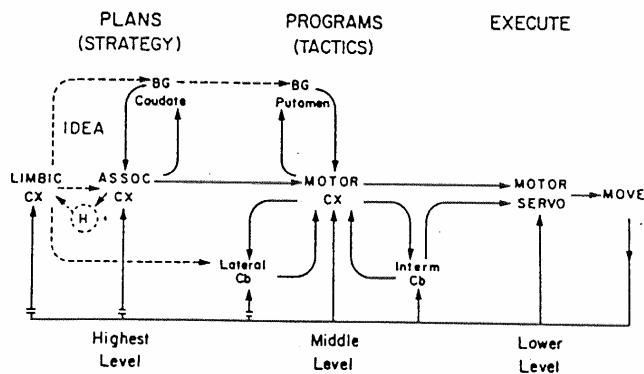 PLANS
(STRATEGY)
PROGRAMS
(TACTICS)
EXECUTE
BG
Caudate
BG
Putamen
IDEA
LIMBIC
CX
ASSOC
CX
H
MOTOR
CX
MOTOR
SERVO
MOVE
Lateral
Cb
Interm
Cb
Highest
Level
Middle
Level
Lower
Level